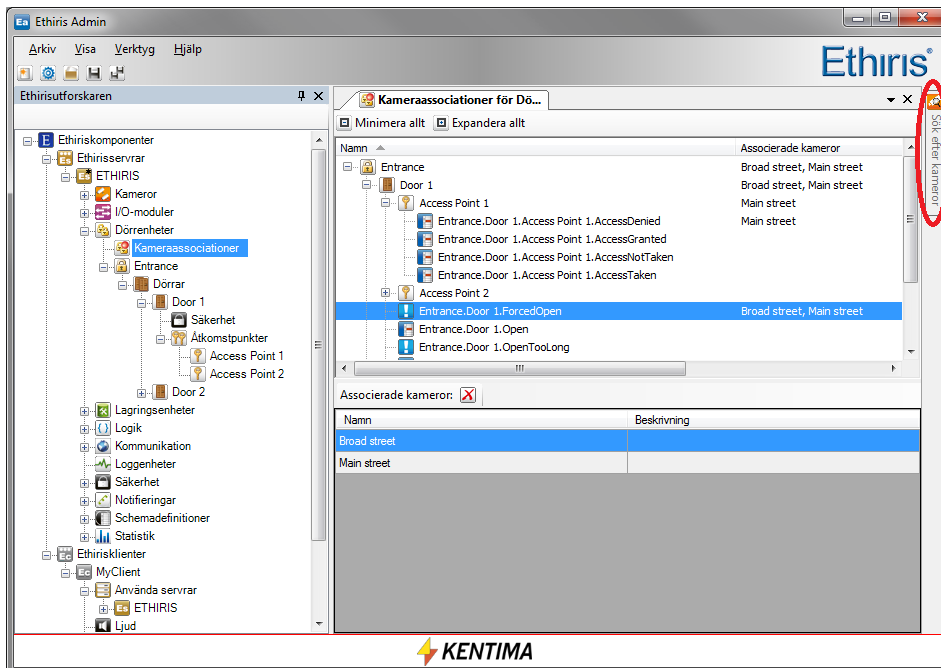 Ethiris Admin
Arkiv Visa Verktyg Hjälp
Ethiris®
Ethirisutforskaren
Ethiriskomponenter
Ethirisservrar
ETHIRIS
Kameror
I/O-moduler
Dörrenheter
Kameraassociationer
Entrance
Dörrar
Door 1
Säkerhet
Åtkomstpunkter
Access Point 1
Access Point 2
Door 2
Lagringsenheter
Logik
Kommunikation
Loggenheter
Säkerhet
Notifieringar
Schemadefinitioner
Statistik
Ethirisklienter
MyClient
Använda servrar
ETHIRIS
Ljud
Kameraassociationer för Dö...
Minimera allt Expandera allt
Namn Associerade kameror
Entrance Broad street, Main street
Door 1 Broad street, Main street
Access Point 1 Main street
Entrance.Door 1.Access Point 1.AccessDenied Main street
Entrance.Door 1.Access Point 1.AccessGranted
Entrance.Door 1.Access Point 1.AccessNotTaken
Entrance.Door 1.Access Point 1.AccessTaken
Access Point 2
Entrance.Door 1.ForcedOpen Broad street, Main street
Entrance.Door 1.Open
Entrance.Door 1.OpenTooLong
Associerade kameror:
Namn Beskrivning
Broad street
Main street
Sök efter kameror
KENTIMA